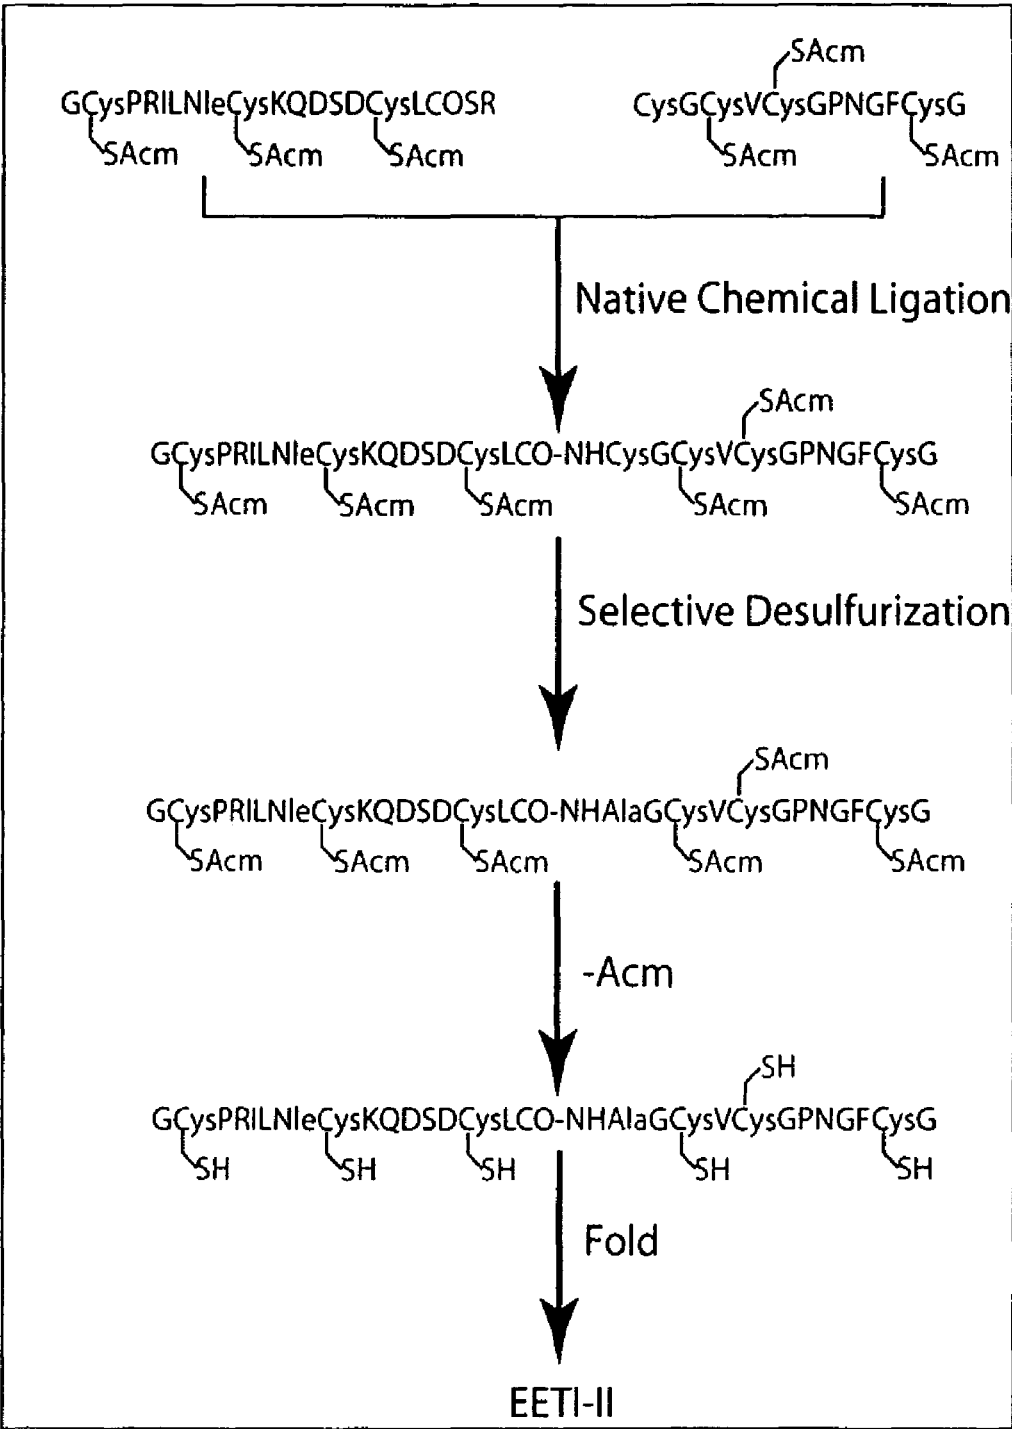 SAcm
GCysPRILNleCysKQDSDCysLCOSR CysGCysVCysGPNGFCysG
SAcm SAcm SAcm SAcm SAcm
Native Chemical Ligation
SAcm
GCysPRILNleCysKQDSDCysLCO-NHCysGCysVCysGPNGFCysG
SAcm SAcm SAcm SAcm SAcm
Selective Desulfurization
SAcm
GCysPRILNleCysKQDSDCysLCO-NHAlaGCysVCysGPNGFCysG
SAcm SAcm SAcm SAcm SAcm
-Acm
SH
GCysPRILNleCysKQDSDCysLCO-NHAlaGCysVCysGPNGFCysG
SH SH SH SH SH
Fold
EETI-II